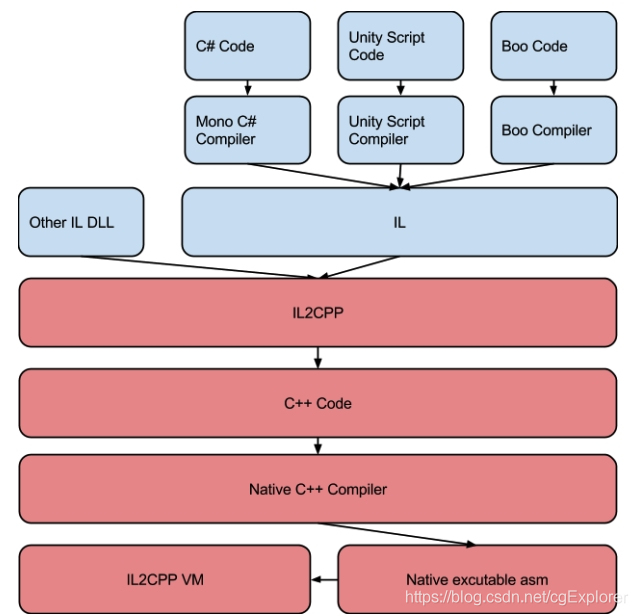 C# Code
Unity Script
Code
Boo Code
Mono C#
Compiler
Unity Script
Compiler
Boo Compiler
Other IL DLL
IL
IL2CPP
C++ Code
Native C++ Compiler
IL2CPP VM
Native excutable asm
https://blog.csdn.net/cgExplorer